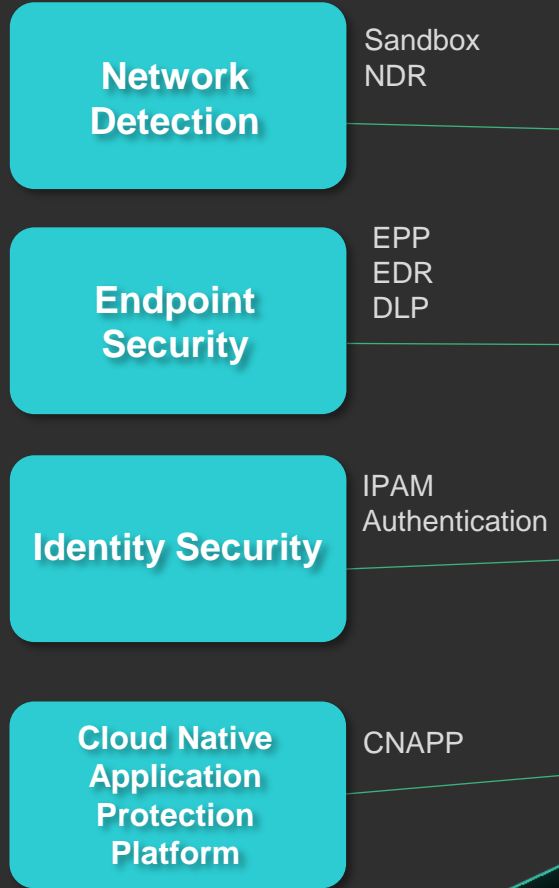 Network
Detection
Sandbox
NDR
Endpoint
Security
EPP
EDR
DLP
Identity Security
IPAM
Authentication
Cloud Native
Application
Protection
Platform
CNAPP